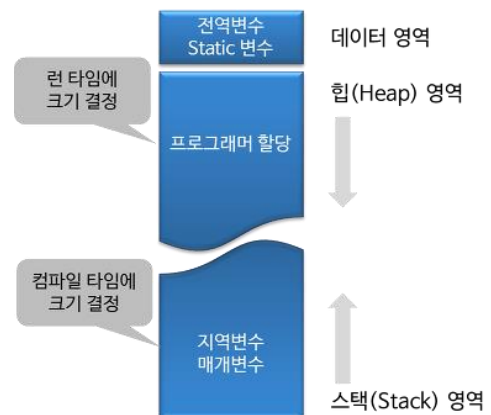 전역변수
Static 변수
데이터 영역
런 타임에
크기 결정
힙(Heap) 영역
프로그래머 할당
컴파일 타임에
크기 결정
지역변수
매개변수
스택(Stack) 영역